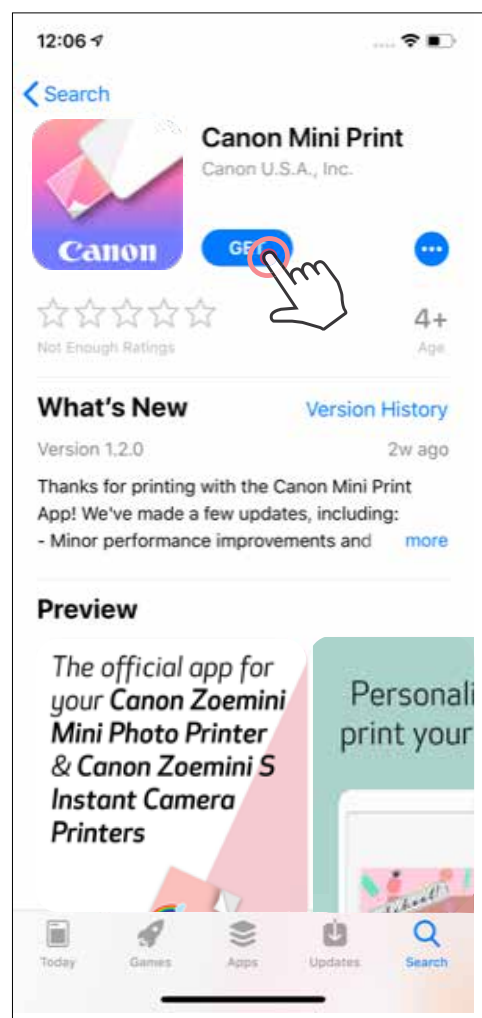 12:06
Search
Canon Mini Print
Canon U.S.A., Inc.
Canon
GET
4+
Not Enough Ratings
Age
What's New
Version History
Version 1.2.0
2w ago
Thanks for printing with the Canon Mini Print
App! We've made a few updates, including:
- Minor performance improvements and more
Preview
The official app for
your Canon Zoemini
Mini Photo Printer
& Canon Zoemini S
Instant Camera
Printers
Personali
print your
Today
Games
Apps
Updates
Search